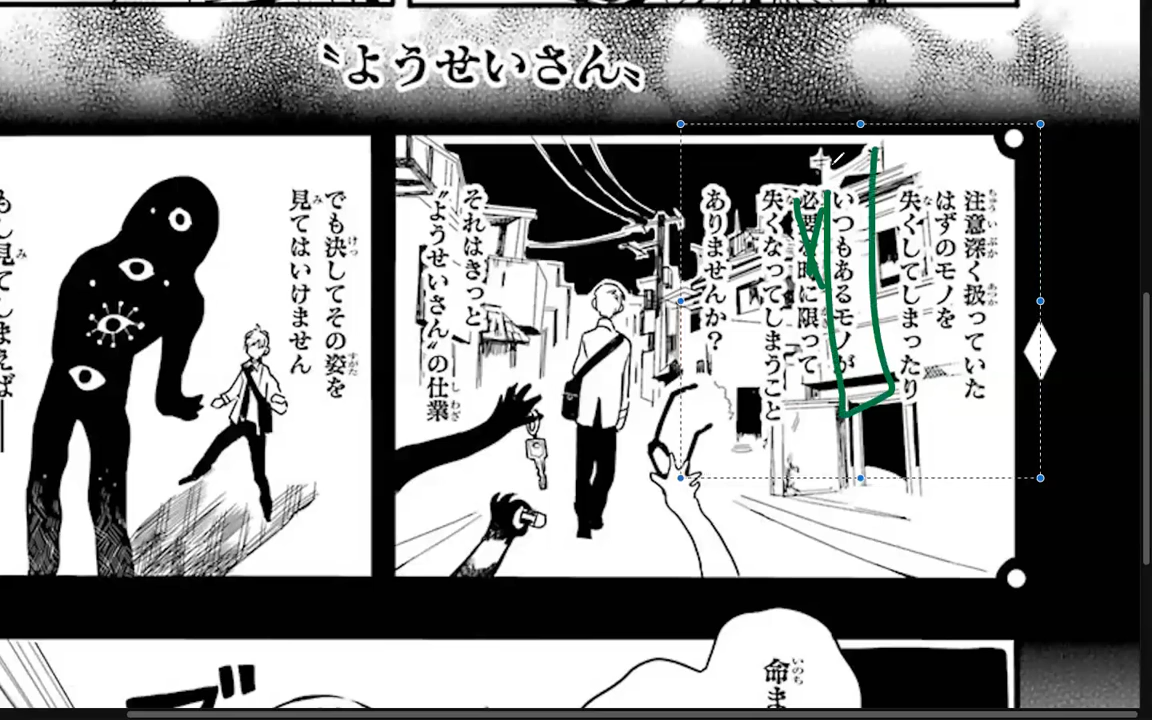 〝ようせいさん〟
注意深く扱っていた
はずのモノを
失くしてしまったり
いつもあるモノが
必要な時に限って
失くなってしまうこと
ありませんか？
それはきっと
〝ようせいさん〟の仕業
でも決してその姿を
見てはいけません
もし見てしまえば──
命ま